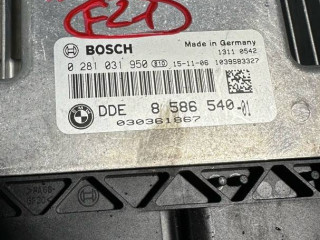 F21
BOSCH
Made in Germany
1311 0542
0 281 031 950 15-11-06 1039S83327
DDE 8 586 540-01
030361867